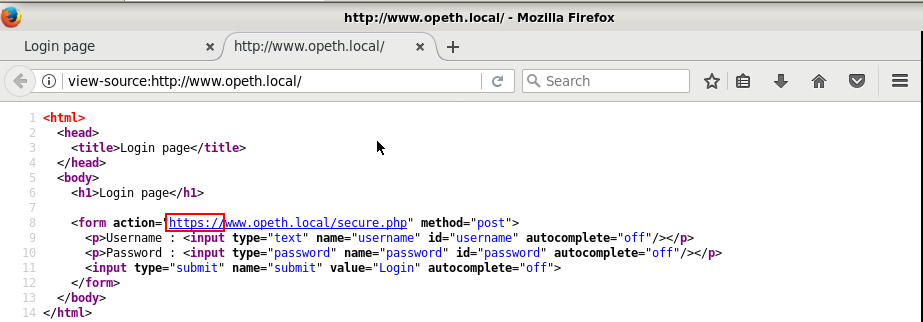 http://www.opeth.local/ - Mozilla Firefox
Login page × http://www.opeth.local/ × +
view-source:http://www.opeth.local/ Search
1 <html>
2 <head>
3 <title>Login page</title>
4 </head>
5 <body>
6 <h1>Login page</h1>
7
8 <form action="https://www.opeth.local/secure.php" method="post">
9 <p>Username : <input type="text" name="username" id="username" autocomplete="off"/></p>
10 <p>Password : <input type="password" name="password" id="password" autocomplete="off"/></p>
11 <input type="submit" name="submit" value="Login" autocomplete="off">
12 </form>
13 </body>
14 </html>